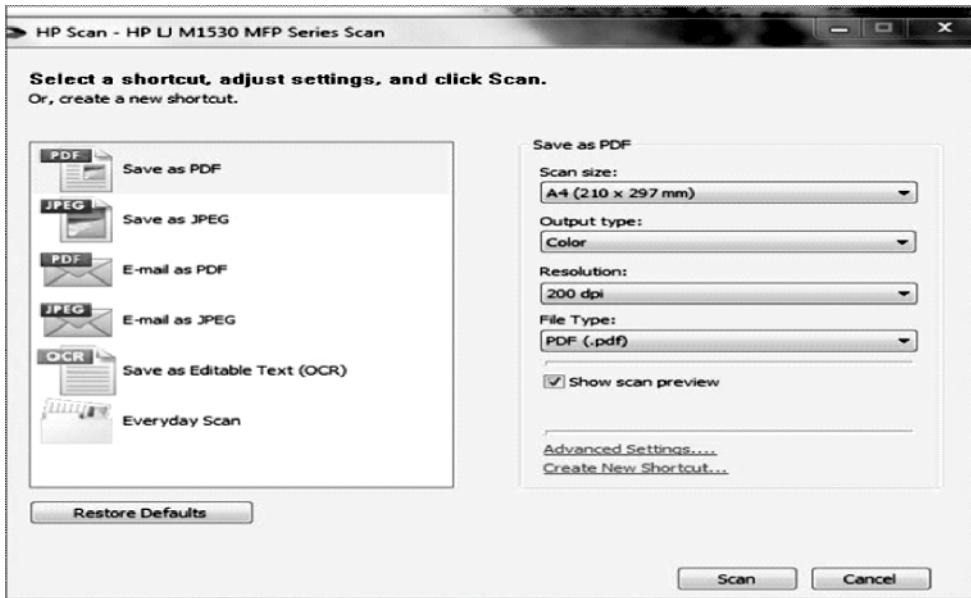 HP Scan - HP LJ M1530 MFP Series Scan
Select a shortcut, adjust settings, and click Scan.
Or, create a new shortcut.
PDF
Save as PDF
JPEG
Save as JPEG
PDF
E-mail as PDF
JPEG
E-mail as JPEG
OCR
Save as Editable Text (OCR)
Everyday Scan
Restore Defaults
Save as PDF
Scan size:
A4 (210 x 297 mm)
Output type:
Color
Resolution:
200 dpi
File Type:
PDF (.pdf)
Show scan preview
Advanced Settings....
Create New Shortcut...
Scan
Cancel